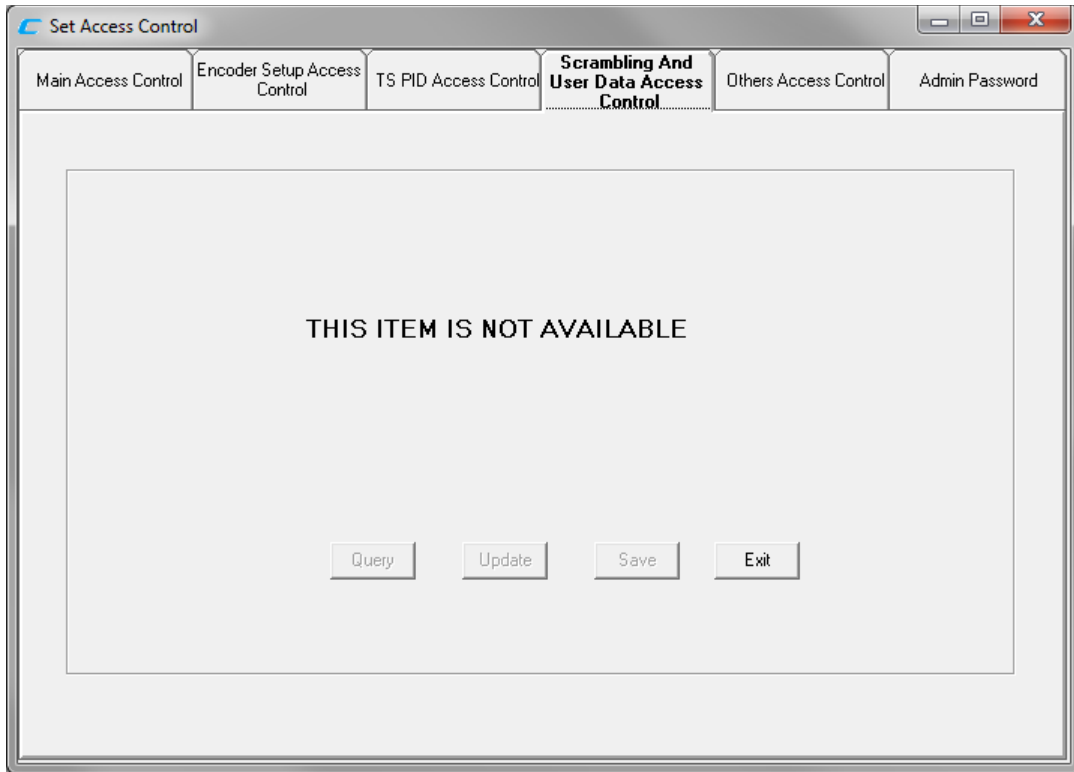 Set Access Control
Main Access Control
Encoder Setup Access
Control
TS PID Access Control
Scrambling And
User Data Access
Control
Others Access Control
Admin Password
THIS ITEM IS NOT AVAILABLE
Query
Update
Save
Exit